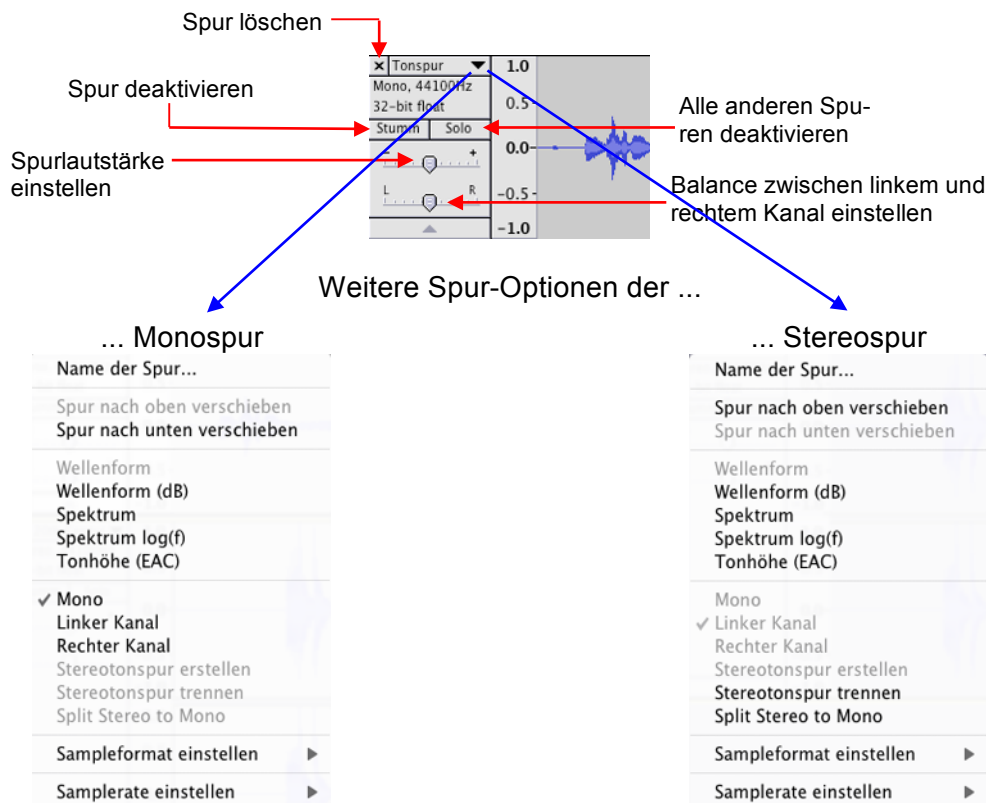 Spur löschen
Spur deaktivieren
Spurlautstärke
einstellen
× Tonspur
Mono, 44100Hz
32-bit float
Stumm Solo
- +
L R
1.0
0.5
0.0
-0.5
-1.0
Alle anderen Spu-
ren deaktivieren
Balance zwischen linkem und
rechtem Kanal einstellen
Weitere Spur-Optionen der ...
... Monospur
Name der Spur...
Spur nach oben verschieben
Spur nach unten verschieben
Wellenform
Wellenform (dB)
Spektrum
Spektrum log(f)
Tonhöhe (EAC)
✓ Mono
Linker Kanal
Rechter Kanal
Stereotonspur erstellen
Stereotonspur trennen
Split Stereo to Mono
Sampleformat einstellen
Samplerate einstellen
... Stereospur
Name der Spur...
Spur nach oben verschieben
Spur nach unten verschieben
Wellenform
Wellenform (dB)
Spektrum
Spektrum log(f)
Tonhöhe (EAC)
Mono
✓ Linker Kanal
Rechter Kanal
Stereotonspur erstellen
Stereotonspur trennen
Split Stereo to Mono
Sampleformat einstellen
Samplerate einstellen